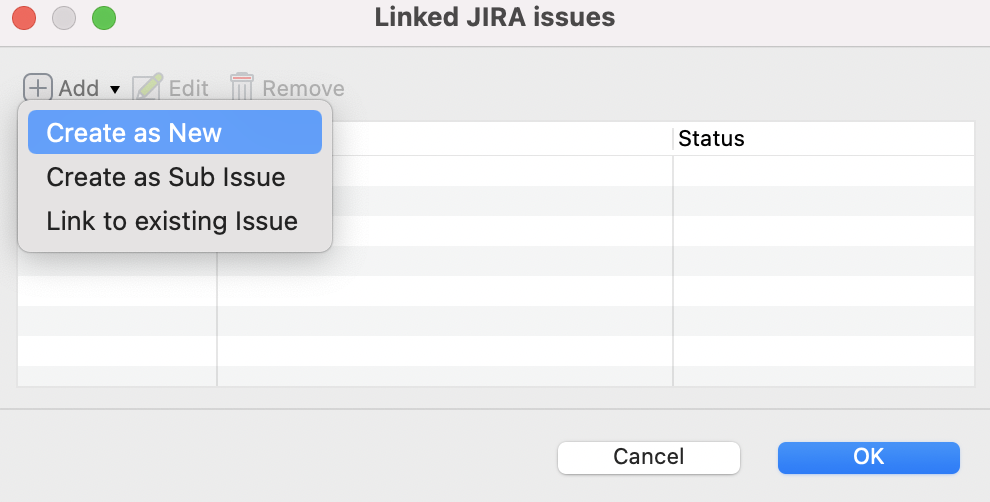 Linked JIRA issues
Add Edit Remove
Create as New
Status
Create as Sub Issue
Link to existing Issue
Cancel OK